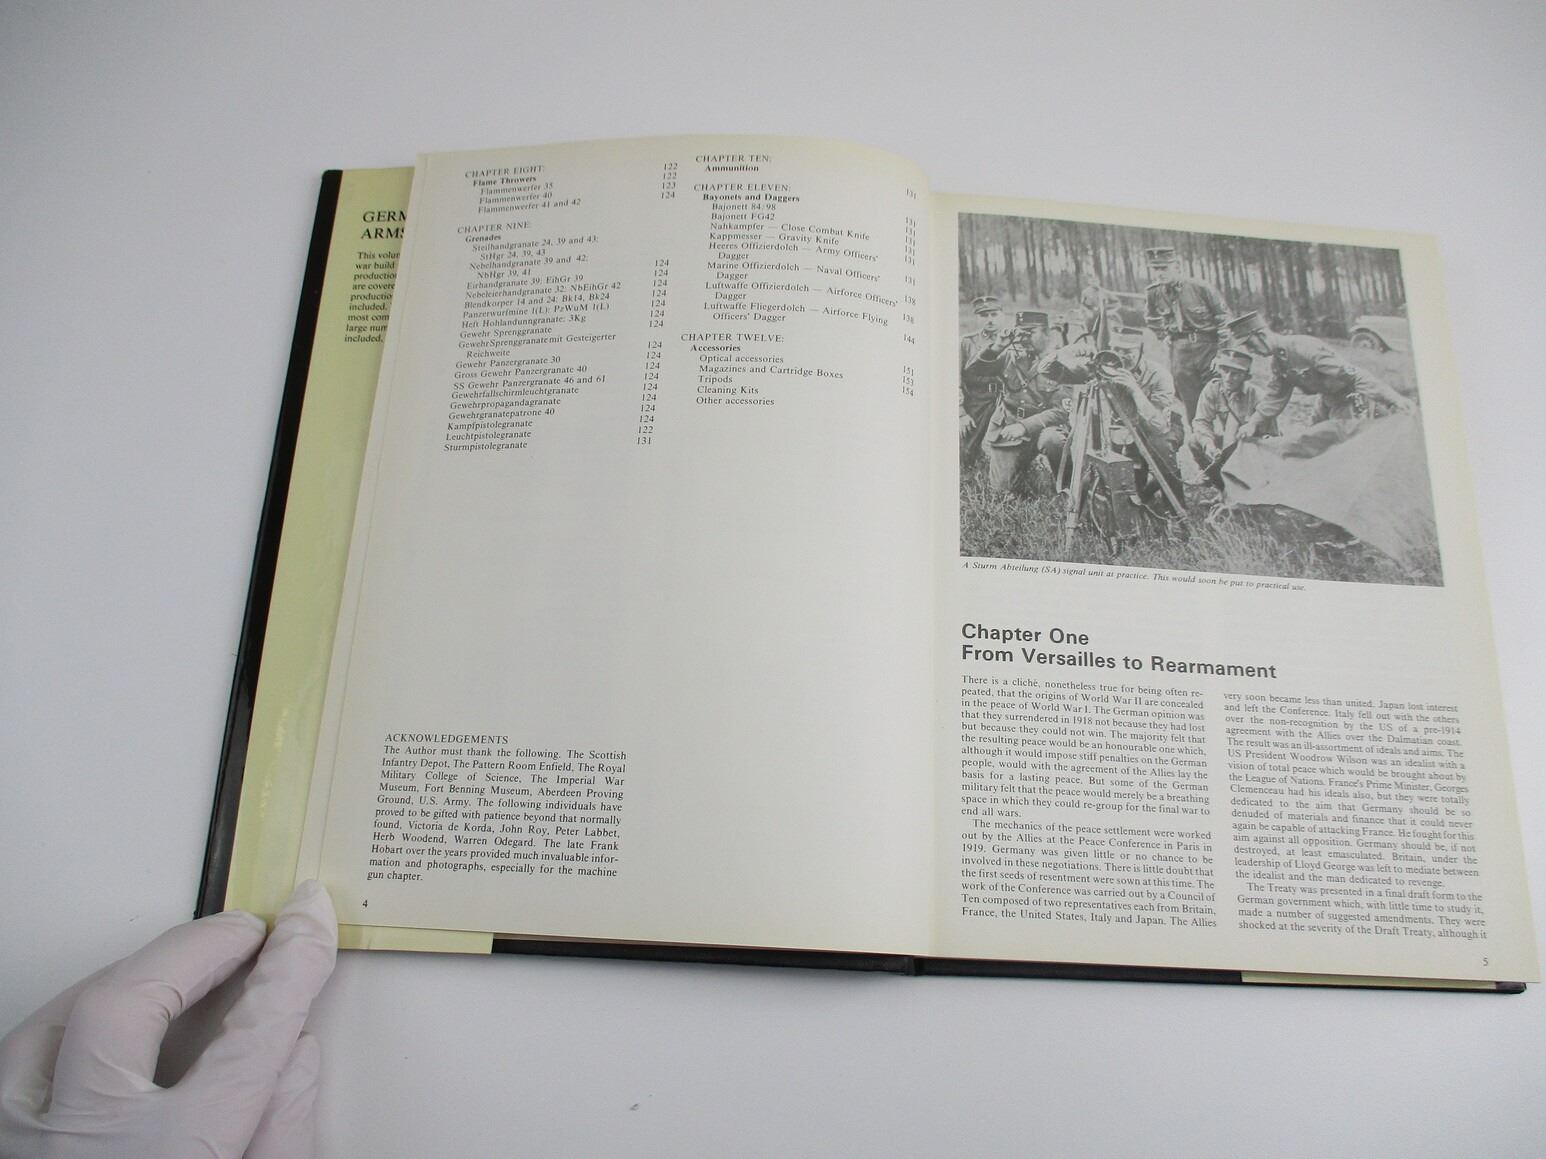 GERM
ARMS
This volu
war build
productio
are covere
productio
included.
most com
large num
included,
CHAPTER EIGHT: 122
Flame Throwers 122
Flammenwerfer 35 123
Flammenwerfer 40 124
Flammenwerfer 41 and 42
CHAPTER NINE:
Grenades
Steilhandgranate 24, 39 and 43:
StHgr 24, 39, 43 124
Nebelhandgranate 39 and 42:
NbHgr 39, 41 124
Eirhandgranate 39: EihGr 39 124
Nebeleierhandgranate 32: NbEihGr 42 124
Blendkorper 14 and 24: Bk14, Bk24 124
Panzerwurfmine 1(L): PzWuM 1(L) 124
Heft Hohlandunngranate: 3Kg 124
Gewehr Sprenggranate
Gewehr Sprenggranate mit Gesteigerter
Reichweite 124
Gewehr Panzergranate 30 124
Gross Gewehr Panzergranate 40 124
SS Gewehr Panzergranate 46 and 61 124
Gewehrfallschirmleuchtgranate 124
Gewehrpropagandagranate 124
Gewehrgranatepatrone 40 124
Kampfpistolegranate 124
Leuchtpistolegranate 122
Sturmpistolegranate 131
CHAPTER TEN:
Ammunition
131
CHAPTER ELEVEN:
Bayonets and Daggers
Bajonett 84/98 131
Bajonett FG42 131
Nahkampfer — Close Combat Knife 131
Kappmesser — Gravity Knife 131
Heeres Offizierdolch — Army Officers'
Dagger 131
Marine Offizierdolch — Naval Officers'
Dagger 131
Luftwaffe Offizierdolch — Airforce Officers'
Dagger 138
Luftwaffe Fliegerdolch — Airforce Flying
Officers' Dagger 144
CHAPTER TWELVE:
Accessories
Optical accessories 151
Magazines and Cartridge Boxes 153
Tripods 154
Cleaning Kits
Other accessories
ACKNOWLEDGEMENTS
The Author must thank the following. The Scottish
Infantry Depot, The Pattern Room Enfield, The Royal
Military College of Science, The Imperial War
Museum, Fort Benning Museum, Aberdeen Proving
Ground, U.S. Army. The following individuals have
proved to be gifted with patience beyond that normally
found, Victoria de Korda, John Roy, Peter Labbet,
Herb Woodend, Warren Odegard. The late Frank
Hobart over the years provided much invaluable infor-
mation and photographs, especially for the machine
gun chapter.
4
A Sturm Abteilung (SA) signal unit at practice. This would soon be put to practical use.
Chapter One
From Versailles to Rearmament
There is a cliché, nonetheless true for being often re-
peated, that the origins of World War II are concealed
in the peace of World War I. The German opinion was
that they surrendered in 1918 not because they had lost
but because they could not win. The majority felt that
the resulting peace would be an honourable one which,
although it would impose stiff penalties on the German
people, would with the agreement of the Allies lay the
basis for a lasting peace. But some of the German
military felt that the peace would merely be a breathing
space in which they could re-group for the final war to
end all wars.
The mechanics of the peace settlement were worked
out by the Allies at the Peace Conference in Paris in
1919. Germany was given little or no chance to be
involved in these negotiations. There is little doubt that
the first seeds of resentment were sown at this time. The
work of the Conference was carried out by a Council of
Ten composed of two representatives each from Britain,
France, the United States, Italy and Japan. The Allies
very soon became less than united. Japan lost interest
and left the Conference. Italy fell out with the others
over the non-recognition by the US of a pre-1914
agreement with the Allies over the Dalmatian coast.
The result was an ill-assortment of ideals and aims. The
US President Woodrow Wilson was an idealist with a
vision of total peace which would be brought about by
the League of Nations. France's Prime Minister, Georges
Clemenceau had his ideals also, but they were totally
dedicated to the aim that Germany should be so
denuded of materials and finance that it could never
again be capable of attacking France. He fought for this
aim against all opposition. Germany should be, if not
destroyed, at least emasculated. Britain, under the
leadership of Lloyd George was left to mediate between
the idealist and the man dedicated to revenge.
The Treaty was presented in a final draft form to the
German government which, with little time to study it,
made a number of suggested amendments. They were
shocked at the severity of the Draft Treaty, although it
5